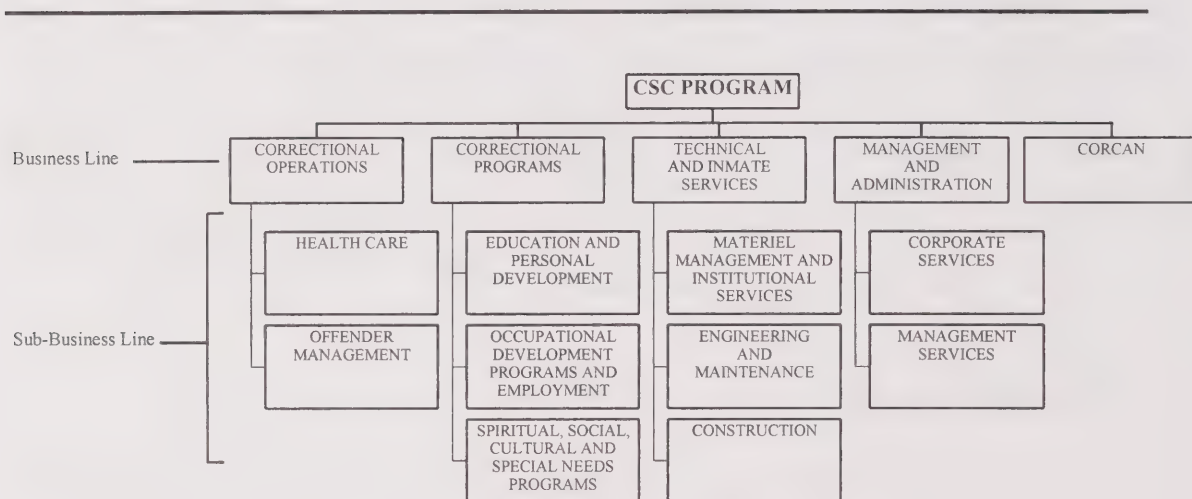 CSC PROGRAM
Business Line
CORRECTIONAL
OPERATIONS
CORRECTIONAL
PROGRAMS
TECHNICAL
AND INMATE
SERVICES
MANAGEMENT
AND
ADMINISTRATION
CORCAN
Sub-Business Line
HEALTH CARE
EDUCATION AND
PERSONAL
DEVELOPMENT
MATERIEL
MANAGEMENT AND
INSTITUTIONAL
SERVICES
CORPORATE
SERVICES
OFFENDER
MANAGEMENT
OCCUPATIONAL
DEVELOPMENT
PROGRAMS AND
EMPLOYMENT
ENGINEERING
AND
MAINTENANCE
MANAGEMENT
SERVICES
SPIRITUAL, SOCIAL,
CULTURAL AND
SPECIAL NEEDS
PROGRAMS
CONSTRUCTION